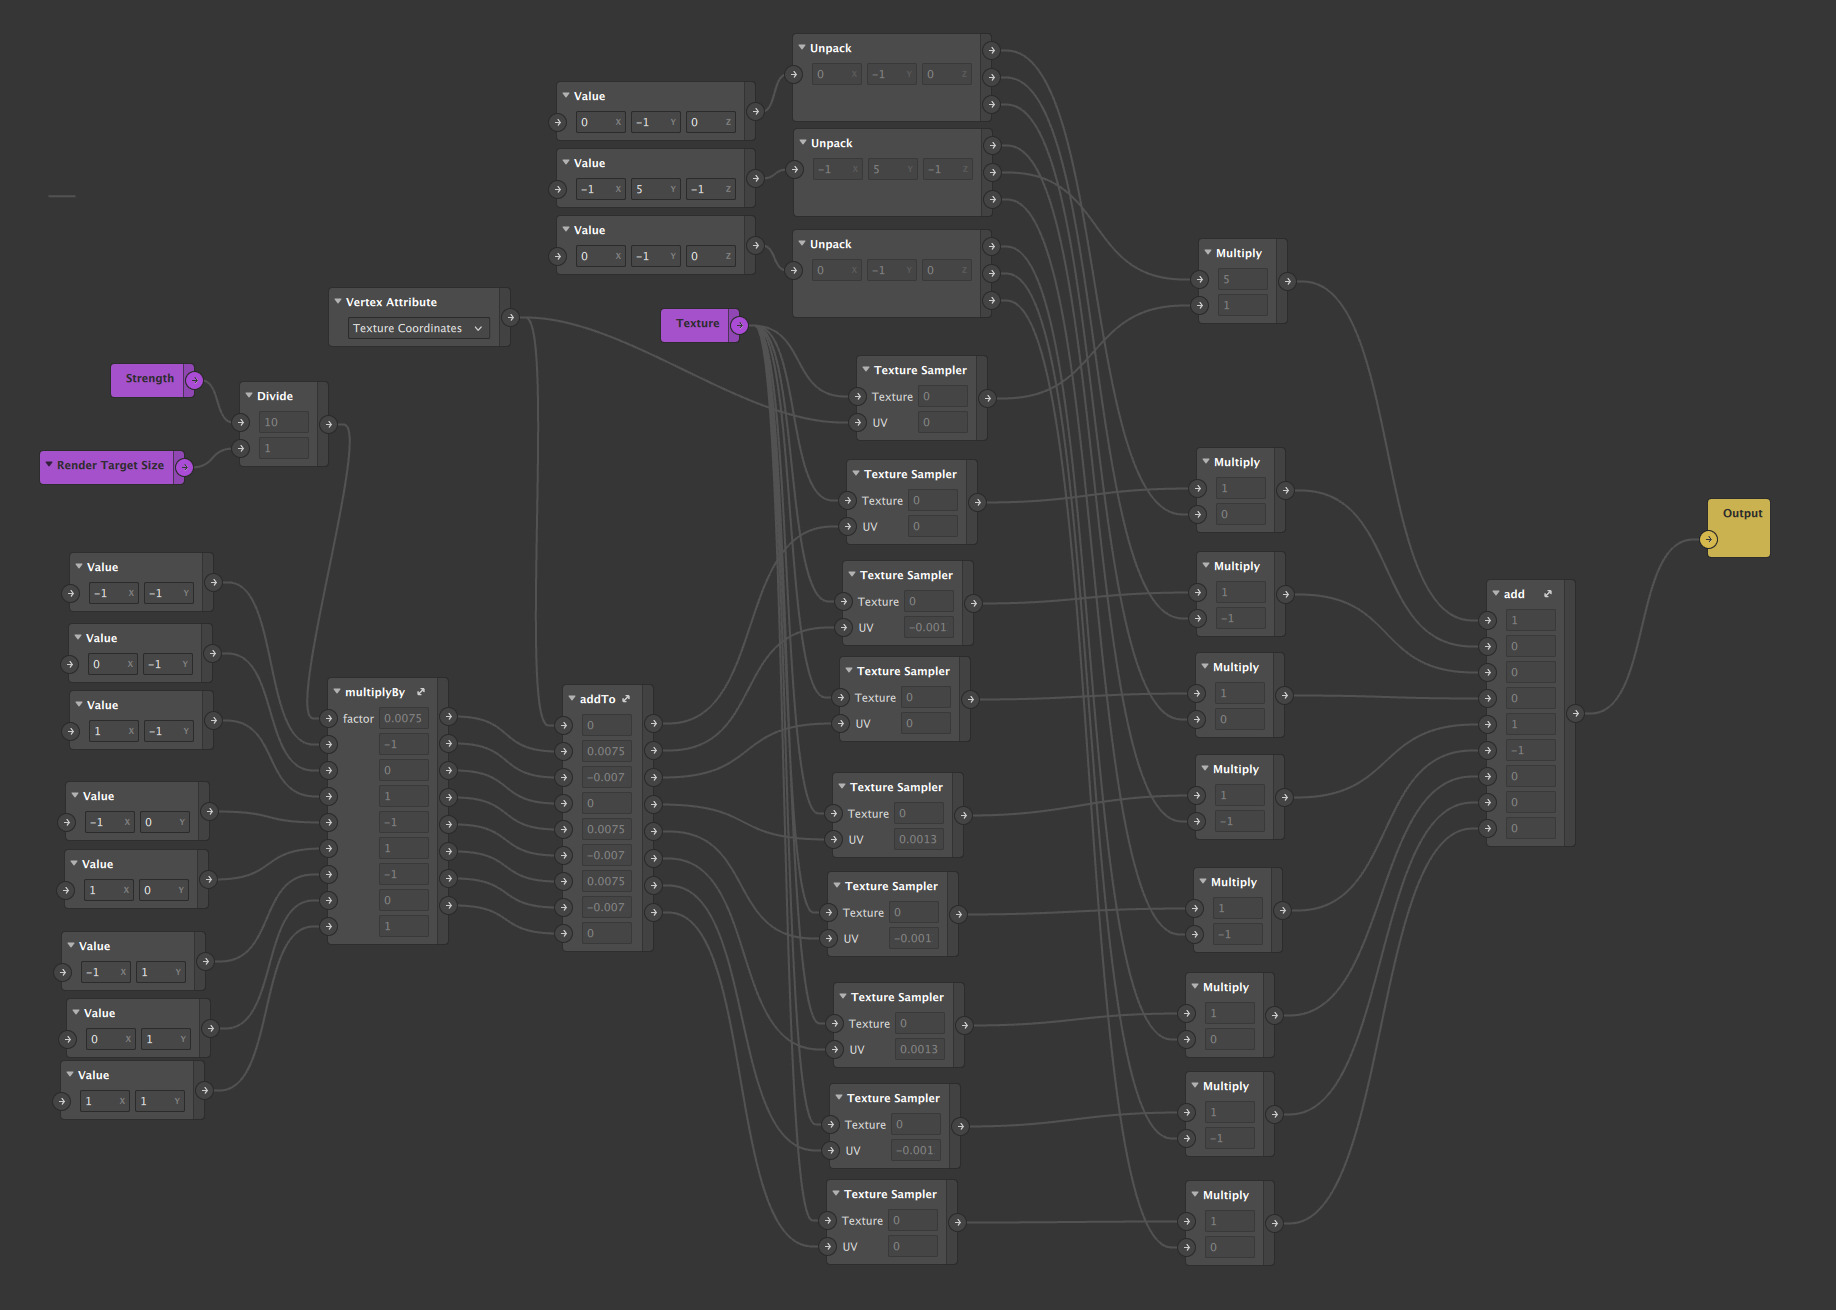 Unpack
0 X -1 Y 0 Z
Value
0 X -1 Y 0 Z
Unpack
-1 X 5 Y -1 Z
Value
-1 X 5 Y -1 Z
Unpack
0 X -1 Y 0 Z
Value
0 X -1 Y 0 Z
Multiply
5
1
Vertex Attribute
Texture Coordinates
Texture
Strength
Divide
10
1
Render Target Size
Texture Sampler
Texture 0
UV 0
Texture Sampler
Texture 0
UV 0
Texture Sampler
Texture 0
UV -0.001
Texture Sampler
Texture 0
UV 0
Texture Sampler
Texture 0
UV 0.0013
Texture Sampler
Texture 0
UV -0.001
Texture Sampler
Texture 0
UV 0.0013
Texture Sampler
Texture 0
UV -0.001
Texture Sampler
Texture 0
UV 0
Multiply
1
0
Multiply
1
-1
Multiply
1
0
Multiply
1
-1
Multiply
1
-1
Multiply
1
0
Multiply
1
-1
Multiply
1
0
Value
-1 X -1 Y
Value
0 X -1 Y
Value
1 X -1 Y
Value
-1 X 0 Y
Value
1 X 0 Y
Value
-1 X 1 Y
Value
0 X 1 Y
Value
1 X 1 Y
multiplyBy
factor 0.0075
-1
0
1
-1
1
-1
0
1
addTo
0
0.0075
-0.007
0
0.0075
-0.007
0.0075
-0.007
0
add
1
0
0
0
1
-1
0
0
0
Output